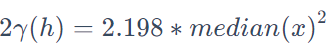 2γ(h) = 2.198 * median(x)²